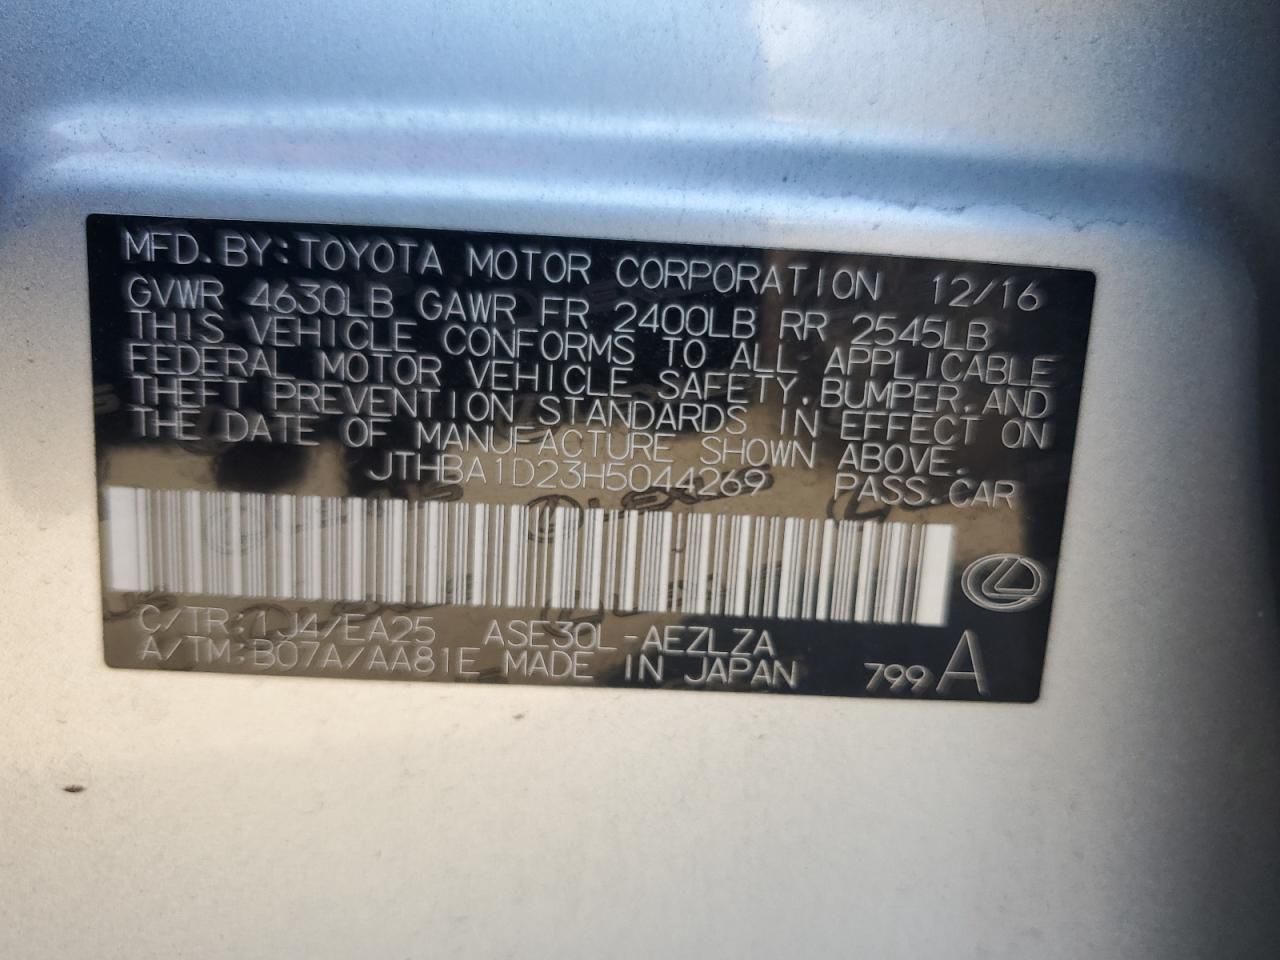 MFD. BY: TOYOTA MOTOR CORPORATION 12/16
GVWR 4630LB GAWR FR 2400LB RR 2545LB
THIS VEHICLE CONFORMS TO ALL APPLICABLE
FEDERAL MOTOR VEHICLE SAFETY, BUMPER, AND
THEFT PREVENTION STANDARDS IN EFFECT ON
THE DATE OF MANUFACTURE SHOWN ABOVE.
JTHBA1D23H5044269 PASS. CAR
C/TR: 1J4/EA25 ASE30L-AEZLZA
A/TM: B07A/AA81E MADE IN JAPAN 799 A